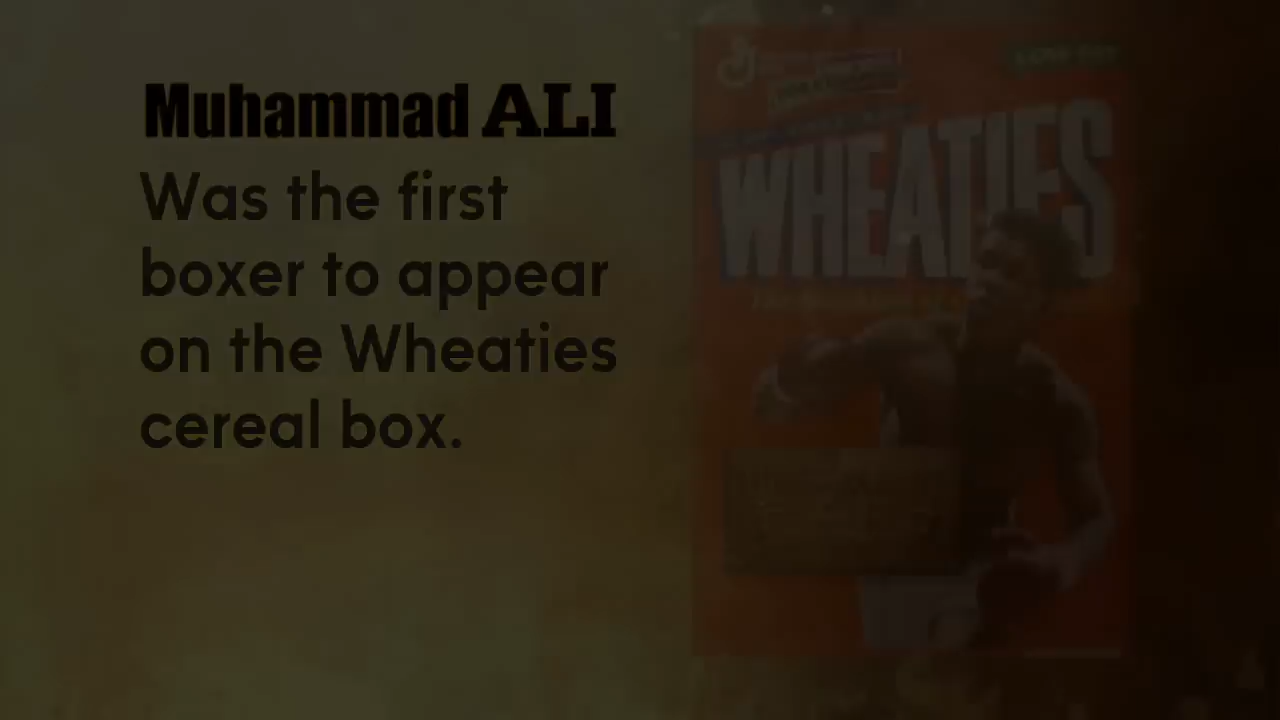 Muhammad ALI
Was the first
boxer to appear
on the Wheaties
cereal box.
WHEATIES